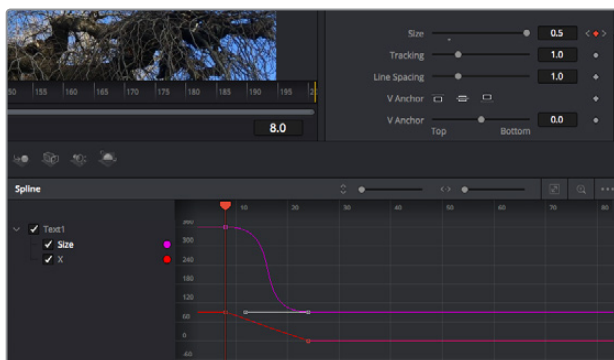 Size 0.5
Tracking 1.0
Line Spacing 1.0
V Anchor
V Anchor 0.0
Top Bottom
155 160 165 170 175 180 185 190 195
8.0
Spline
10 20 30 40 50 60 70 80
Text1
Size
X
300
240
180
120
60
0
-60